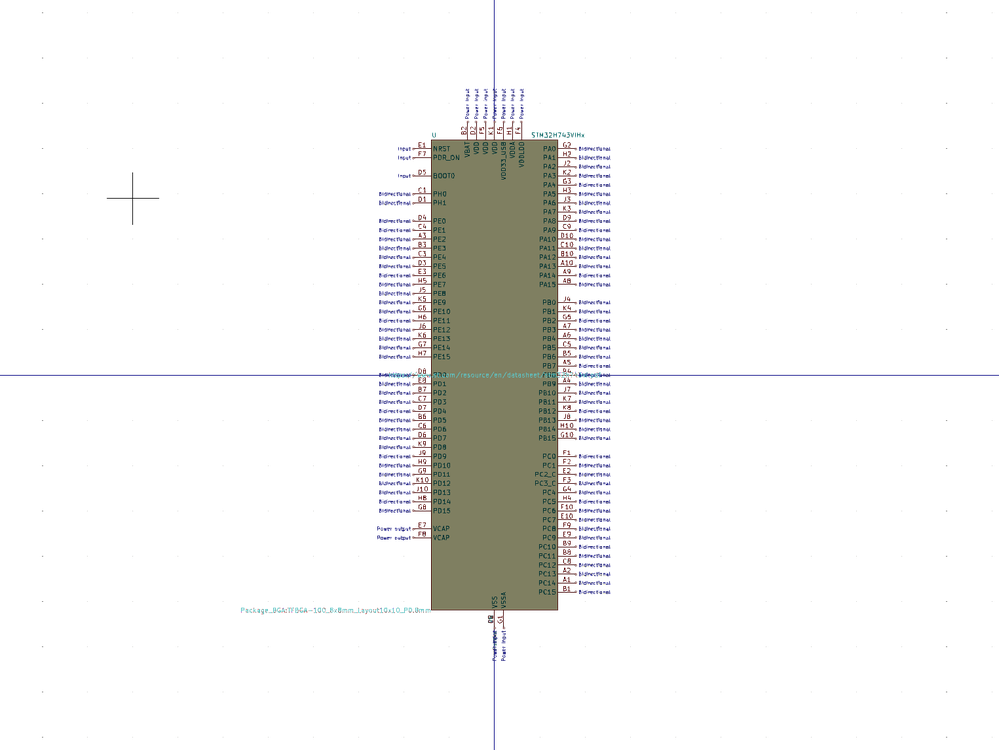 Power input Power input Power input Power input Power input Power input Power input
B2 D2 F5 K1 F6 H1 F4
U STM32H743VIHx
VBAT VDD VDD VDD VDD33_USB VDDA VDDLDO
Input E1 NRST PA0 G2 Bidirectional
Input F7 PDR_ON PA1 H2 Bidirectional
PA2 J2 Bidirectional
Input D5 BOOT0 PA3 K2 Bidirectional
PA4 G3 Bidirectional
Bidirectional C1 PH0 PA5 H3 Bidirectional
Bidirectional D1 PH1 PA6 J3 Bidirectional
PA7 K3 Bidirectional
Bidirectional D4 PE0 PA8 D9 Bidirectional
Bidirectional C4 PE1 PA9 C9 Bidirectional
Bidirectional A3 PE2 PA10 D10 Bidirectional
Bidirectional B3 PE3 PA11 C10 Bidirectional
Bidirectional C3 PE4 PA12 B10 Bidirectional
Bidirectional D3 PE5 PA13 A10 Bidirectional
Bidirectional E3 PE6 PA14 A9 Bidirectional
Bidirectional H5 PE7 PA15 A8 Bidirectional
Bidirectional J5 PE8
Bidirectional K5 PE9 PB0 J4 Bidirectional
Bidirectional G6 PE10 PB1 K4 Bidirectional
Bidirectional H6 PE11 PB2 G5 Bidirectional
Bidirectional J6 PE12 PB3 A7 Bidirectional
Bidirectional K6 PE13 PB4 A6 Bidirectional
Bidirectional G7 PE14 PB5 C5 Bidirectional
Bidirectional H7 PE15 PB6 B5 Bidirectional
PB7 A5 Bidirectional
D8 /resource/en/datasheet
Bidirectional E8 PD1 PB9 A4 Bidirectional
Bidirectional B7 PD2 PB10 J7 Bidirectional
Bidirectional C7 PD3 PB11 K7 Bidirectional
Bidirectional D7 PD4 PB12 K8 Bidirectional
Bidirectional B6 PD5 PB13 J8 Bidirectional
Bidirectional C6 PD6 PB14 H10 Bidirectional
Bidirectional D6 PD7 PB15 G10 Bidirectional
Bidirectional K9 PD8
Bidirectional J9 PD9 PC0 F1 Bidirectional
Bidirectional H9 PD10 PC1 F2 Bidirectional
Bidirectional G9 PD11 PC2_C E2 Bidirectional
Bidirectional K10 PD12 PC3_C F3 Bidirectional
Bidirectional J10 PD13 PC4 G4 Bidirectional
Bidirectional H8 PD14 PC5 H4 Bidirectional
Bidirectional G8 PD15 PC6 F10 Bidirectional
PC7 E10 Bidirectional
Power output E7 VCAP PC8 F9 Bidirectional
Power output F8 VCAP PC9 E9 Bidirectional
PC10 B9 Bidirectional
PC11 B8 Bidirectional
PC12 C8 Bidirectional
PC13 A2 Bidirectional
PC14 A1 Bidirectional
PC15 B1 Bidirectional
VSS VSSA
Package_BGA:TFBGA-100_8x8mm_Layout10x10_P0.8mm
G1
Power input